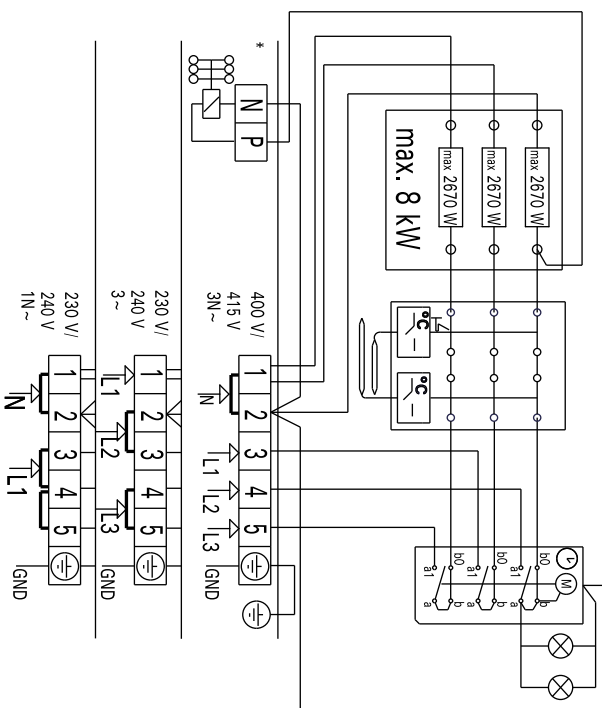 *
N P
max 2670 W
max 2670 W
max 2670 W
max. 8 kW
°C
°C
1
M
b0 b0 b0
a1 a1 a1
a b a b a b
400 V/
415 V
3N~
1 2 3 4 5
N L1 L2 L3 GND
230 V/
240 V
3~
1 2 3 4 5
L1 L2 L3 GND
230 V/
240 V
1N~
1 2 3 4 5
N L1 GND